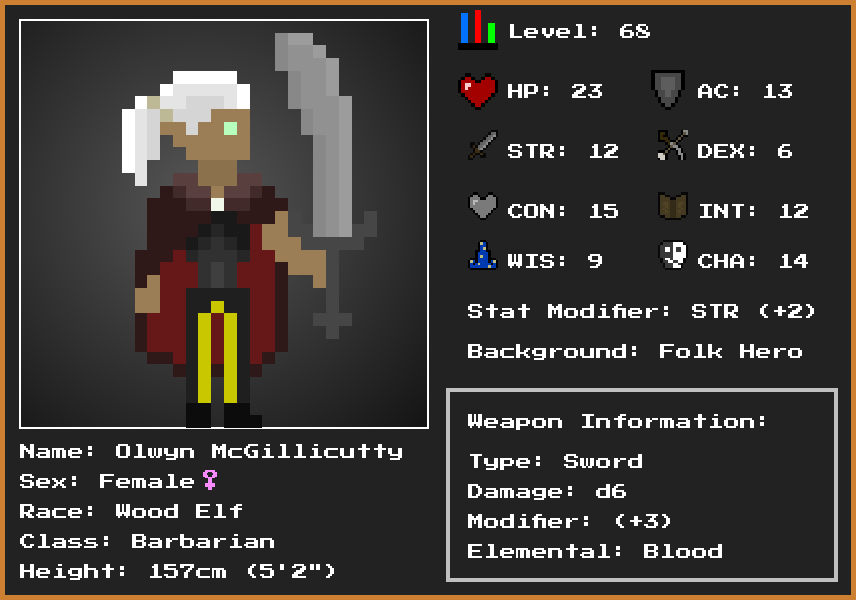 Level: 68
HP: 23
AC: 13
STR: 12
DEX: 6
CON: 15
INT: 12
WIS: 9
CHA: 14
Stat Modifier: STR (+2)
Background: Folk Hero
Weapon Information:
Type: Sword
Damage: d6
Modifier: (+3)
Elemental: Blood
Name: Olwyn McGillicutty
Sex: Female♀
Race: Wood Elf
Class: Barbarian
Height: 157cm (5'2")